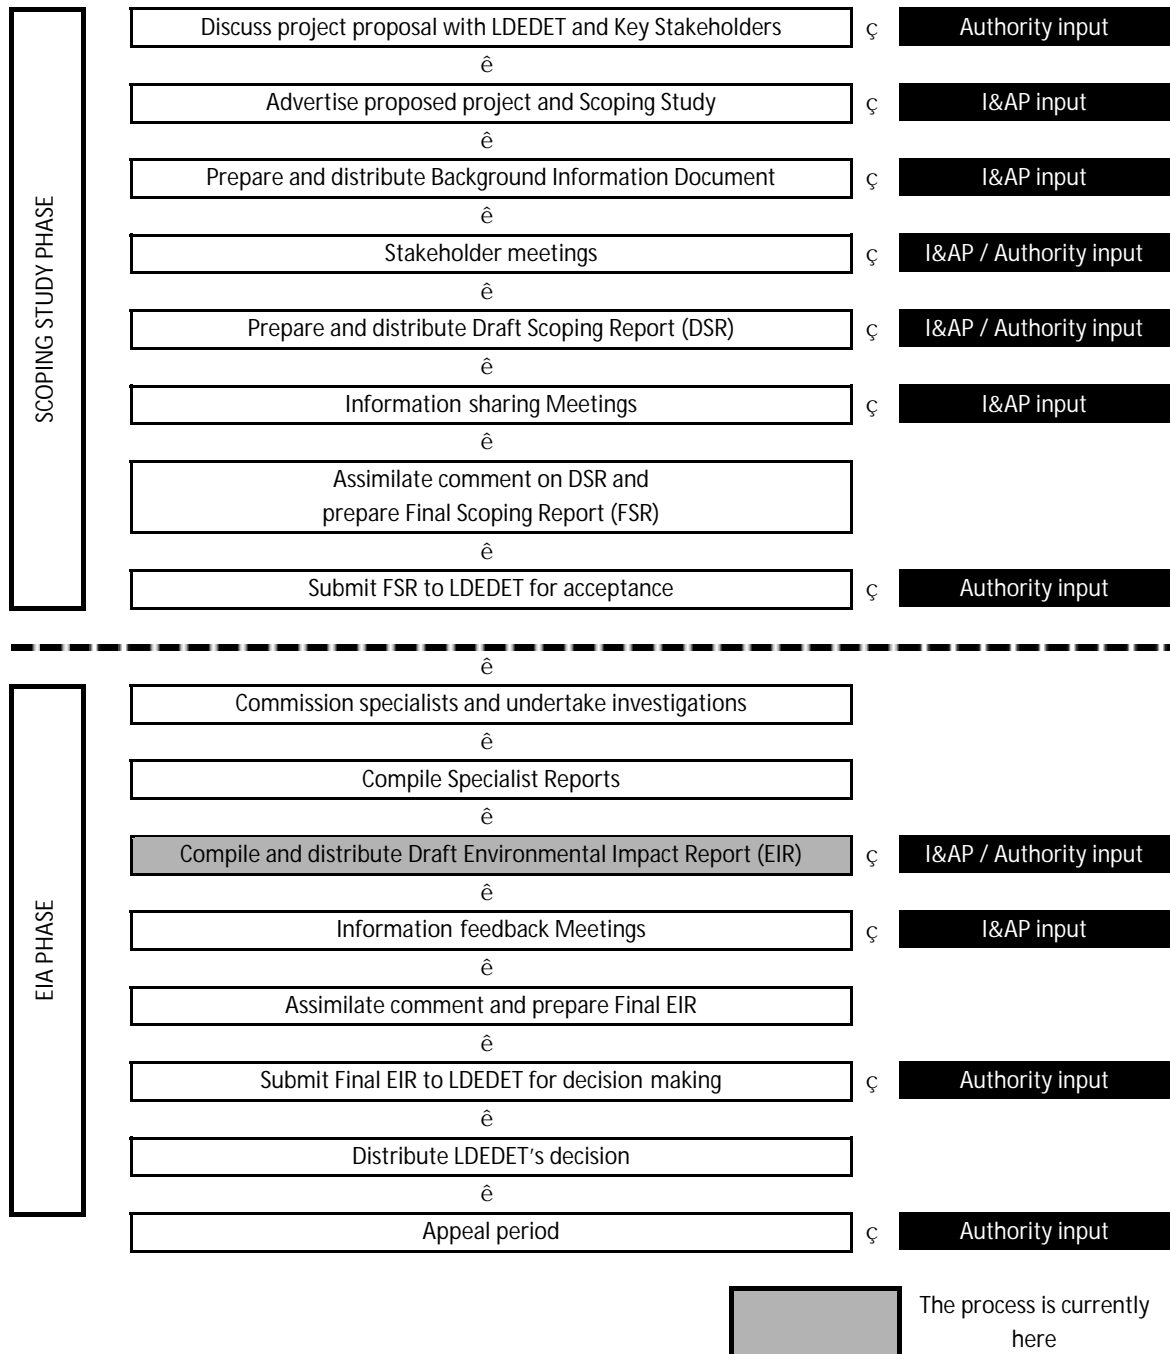 Discuss project proposal with LDEDET and Key Stakeholders ç Authority input
ê
Advertise proposed project and Scoping Study ç I&AP input
ê
Prepare and distribute Background Information Document ç I&AP input
ê
Stakeholder meetings ç I&AP / Authority input
ê
Prepare and distribute Draft Scoping Report (DSR) ç I&AP / Authority input
ê
Information sharing Meetings ç I&AP input
ê
Assimilate comment on DSR and
prepare Final Scoping Report (FSR)
ê
Submit FSR to LDEDET for acceptance ç Authority input
SCOPING STUDY PHASE
ê
Commission specialists and undertake investigations
ê
Compile Specialist Reports
ê
Compile and distribute Draft Environmental Impact Report (EIR) ç I&AP / Authority input
ê
Information feedback Meetings ç I&AP input
ê
Assimilate comment and prepare Final EIR
ê
Submit Final EIR to LDEDET for decision making ç Authority input
ê
Distribute LDEDET's decision
ê
Appeal period ç Authority input
EIA PHASE
The process is currently
here